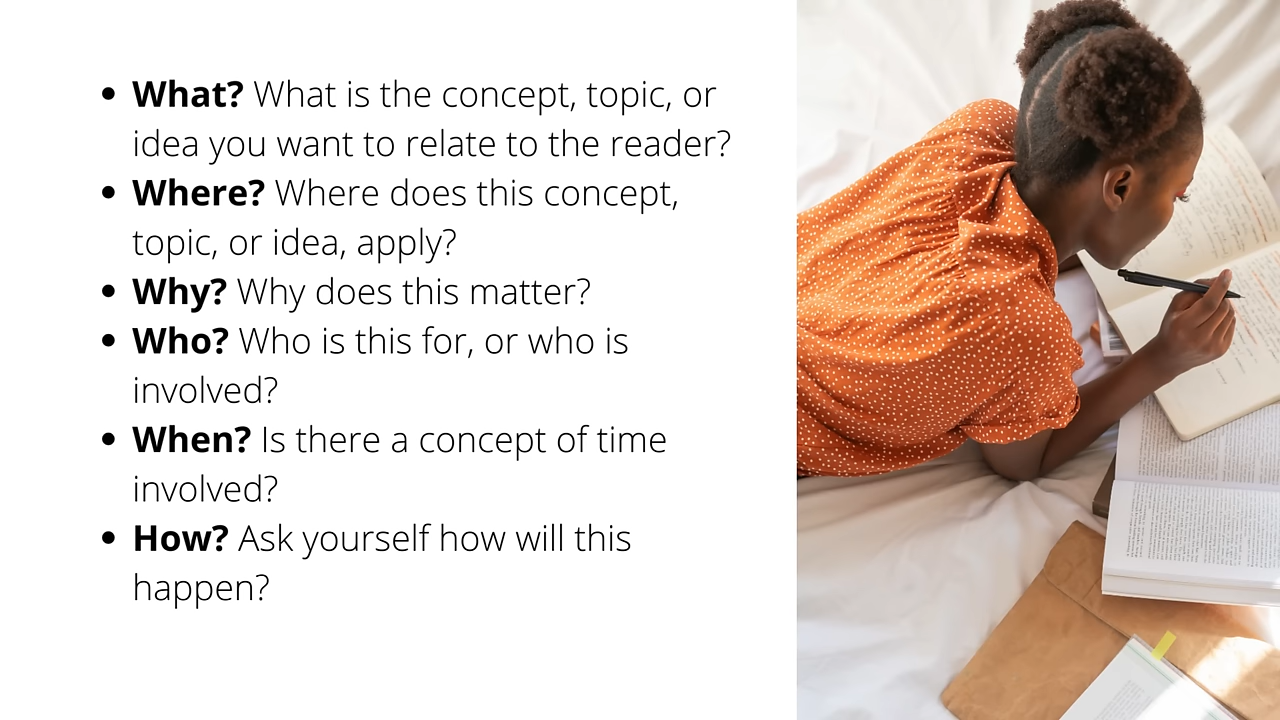 What? What is the concept, topic, or
idea you want to relate to the reader?
Where? Where does this concept,
topic, or idea, apply?
Why? Why does this matter?
Who? Who is this for, or who is
involved?
When? Is there a concept of time
involved?
How? Ask yourself how will this
happen?